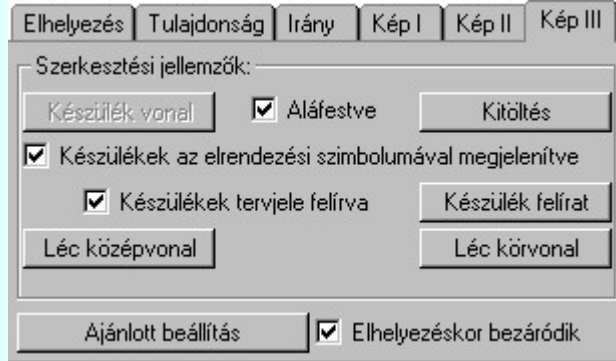 Elhelyezés Tulajdonság Irány Kép I Kép II Kép III
Szerkesztési jellemzők:
Készülék vonal Aláfestve Kitöltés
Készülékek az elrendezési szimbolumával megjelenítve
Készülékek tervjele felírva Készülék felírat
Léc középvonal Léc körvonal
Ajánlott beállítás Elhelyezéskor bezáródik